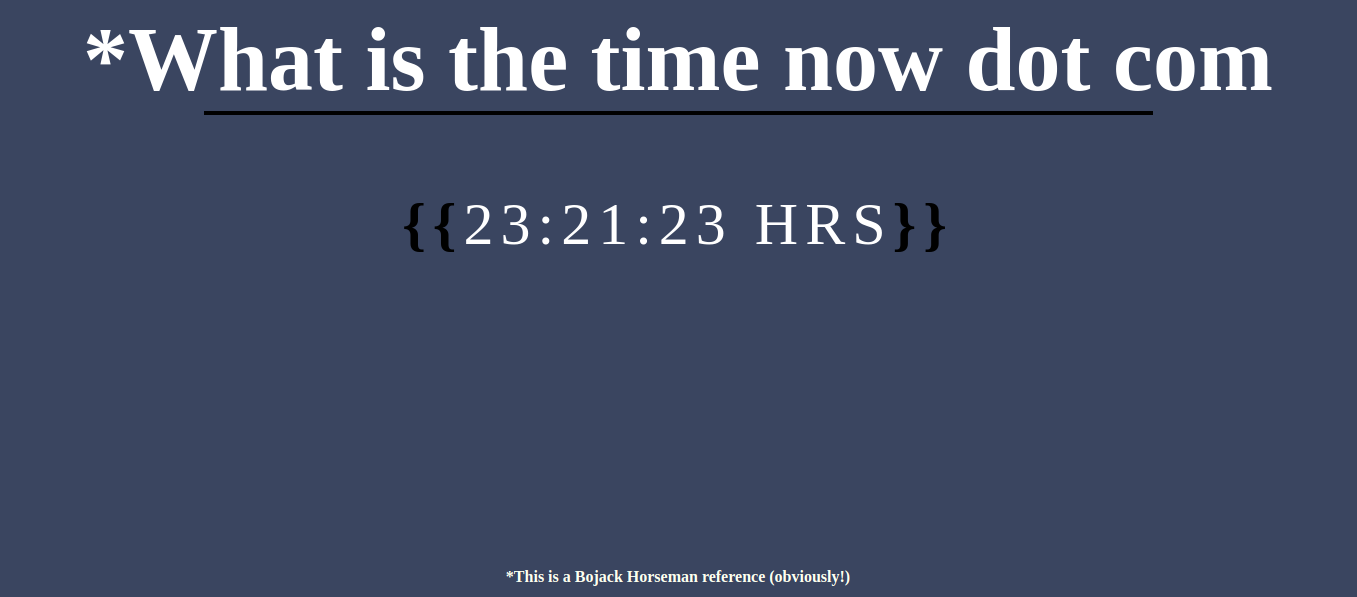 *What is the time now dot com
{{23:21:23 HRS}}
*This is a Bojack Horseman reference (obviously!)